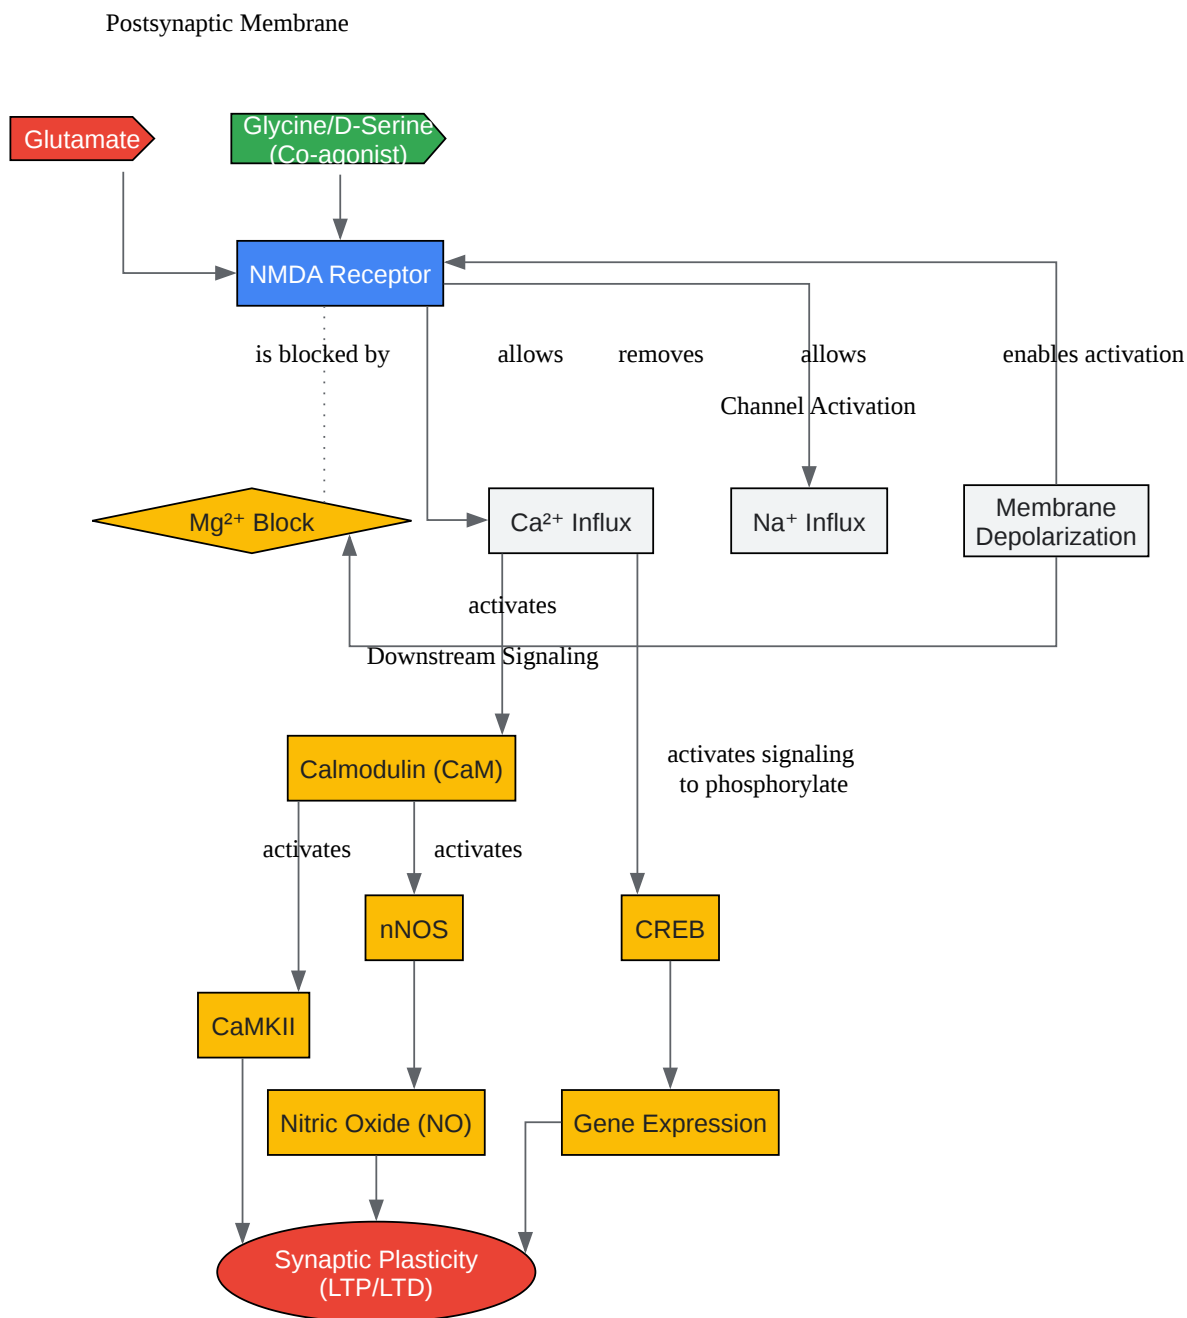 Postsynaptic Membrane
Glutamate
Glycine/D-Serine
(Co-agonist)
NMDA Receptor
is blocked by
allows
removes
allows
enables activation
Channel Activation
Mg²⁺ Block
Ca²⁺ Influx
Na⁺ Influx
Membrane
Depolarization
activates
Downstream Signaling
Calmodulin (CaM)
activates signaling
to phosphorylate
activates
activates
nNOS
CREB
CaMKII
Nitric Oxide (NO)
Gene Expression
Synaptic Plasticity
(LTP/LTD)